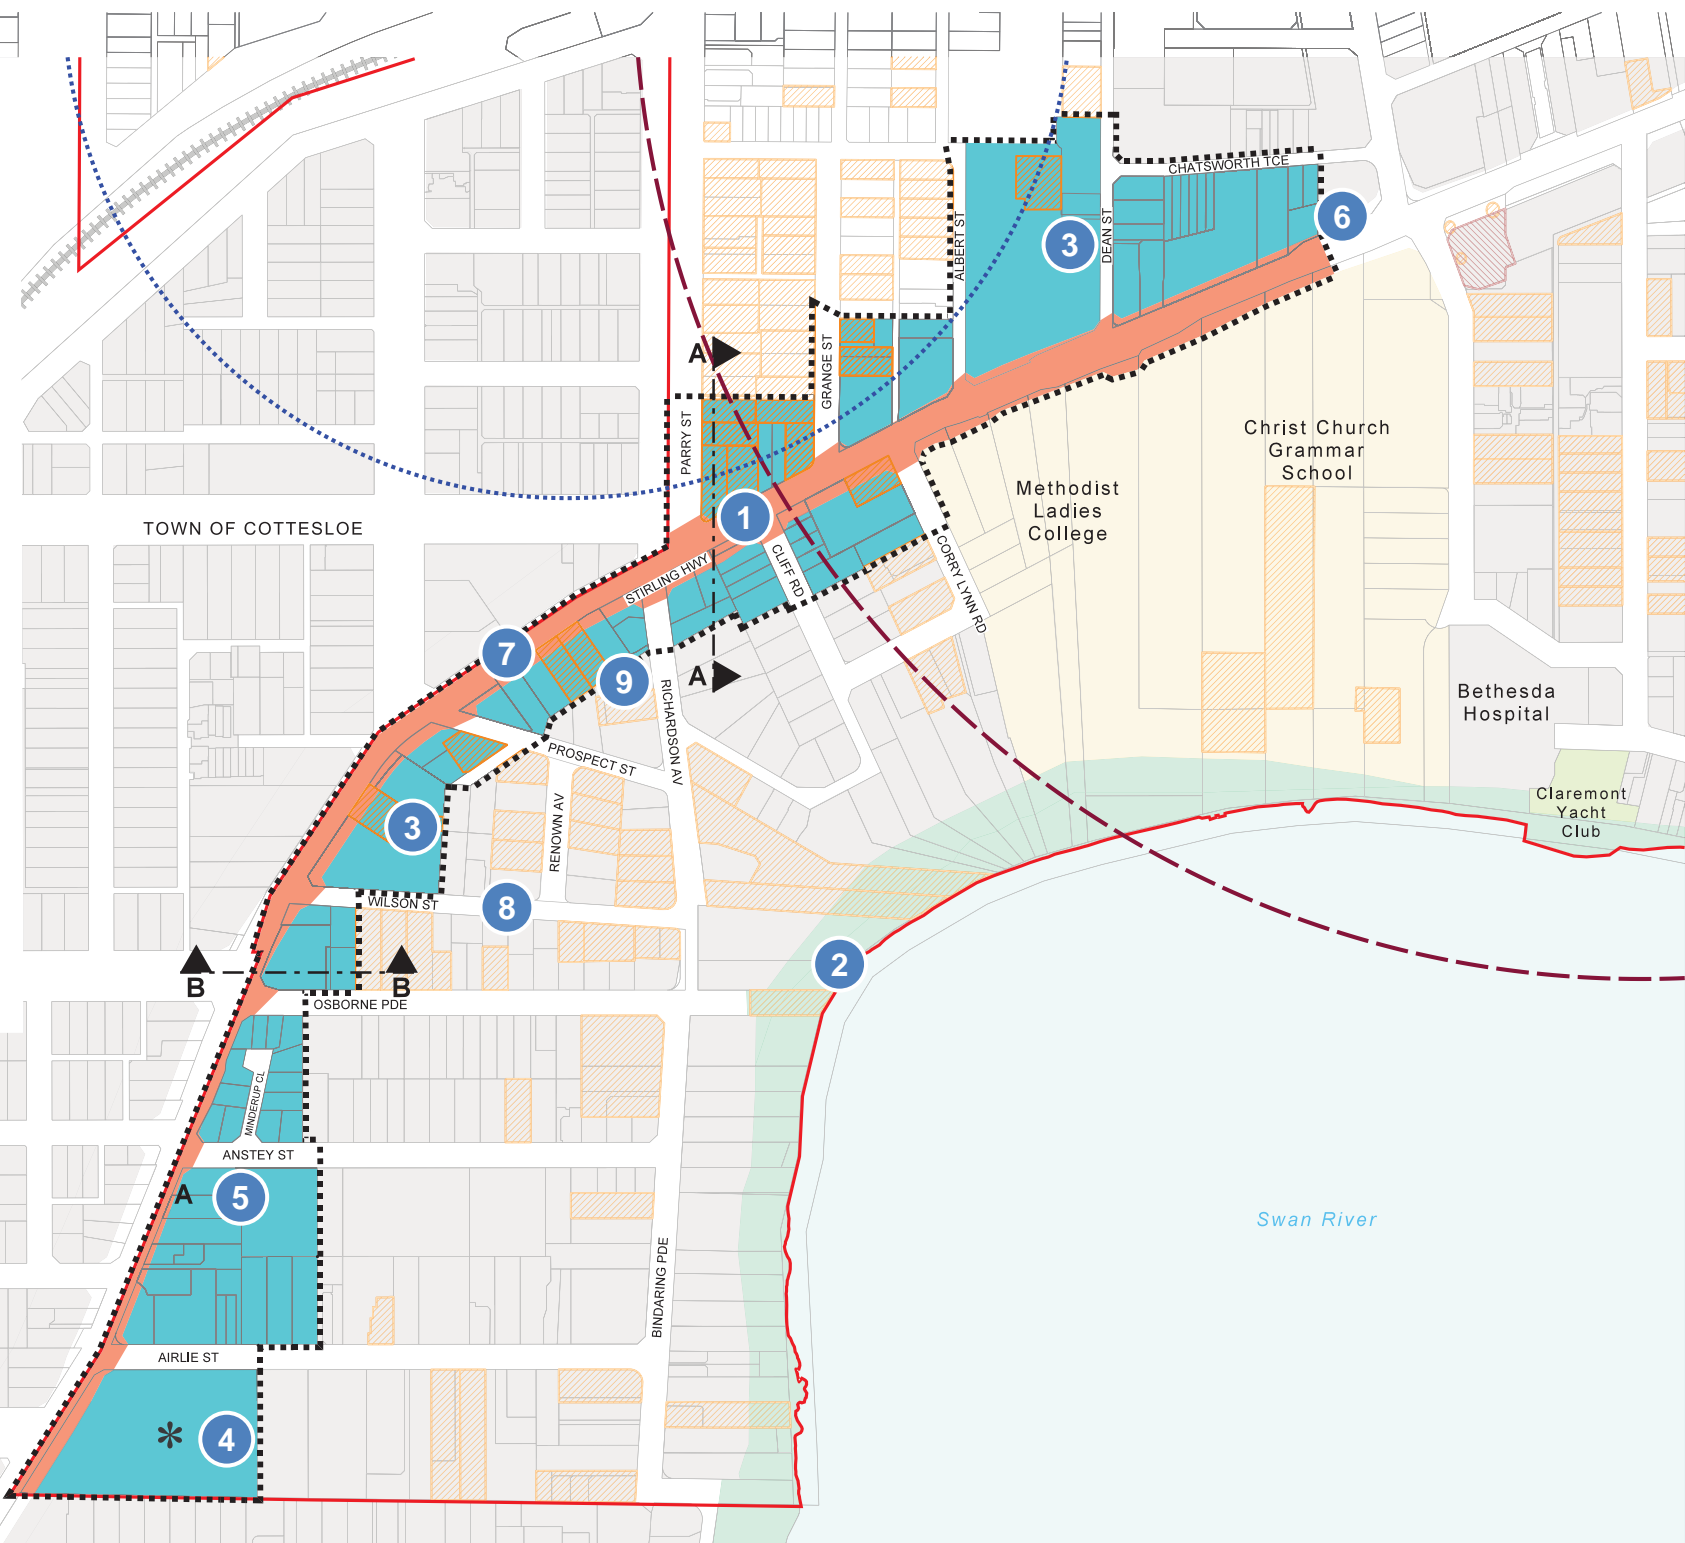 CHATSWORTH TCE
6
3
ALBERT ST
DEAN ST
A
GRANGE ST
PARRY ST
Christ Church
Grammar
School
Methodist
Ladies
College
TOWN OF COTTESLOE
1
STIRLING HWY
CLIFF RD
CORRY LYNN RD
7
9
A
RICHARDSON AV
Bethesda
Hospital
PROSPECT ST
3
RENOWN AV
Claremont
Yacht
Club
WILSON ST
8
2
B
B
OSBORNE PDE
MINDERUP CL
ANSTEY ST
A
5
Swan River
BINDARING PDE
AIRLIE ST
*
4